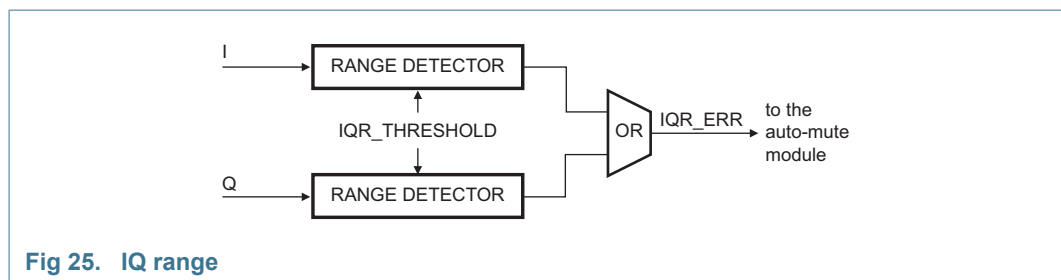 I
RANGE DETECTOR
IQR_THRESHOLD
OR
IQR_ERR
to the
auto-mute
module
Q
RANGE DETECTOR
Fig 25. IQ range